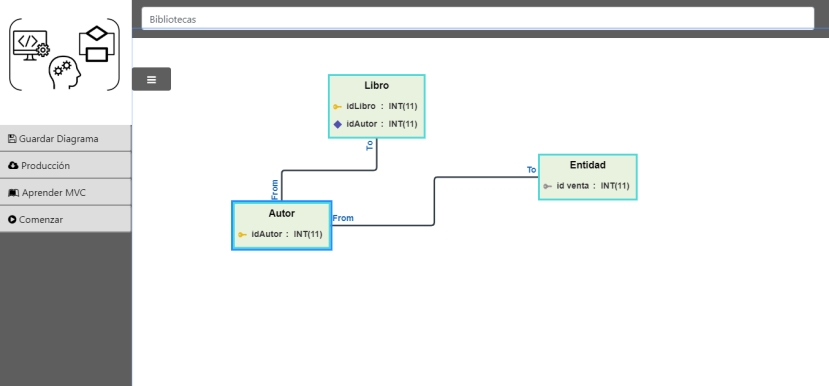 Bibliotecas
</>
Guardar Diagrama
Producción
Aprender MVC
Comenzar
Libro
idLibro : INT(11)
idAutor : INT(11)
To
From
Autor
idAutor : INT(11)
From
To
Entidad
id venta : INT(11)